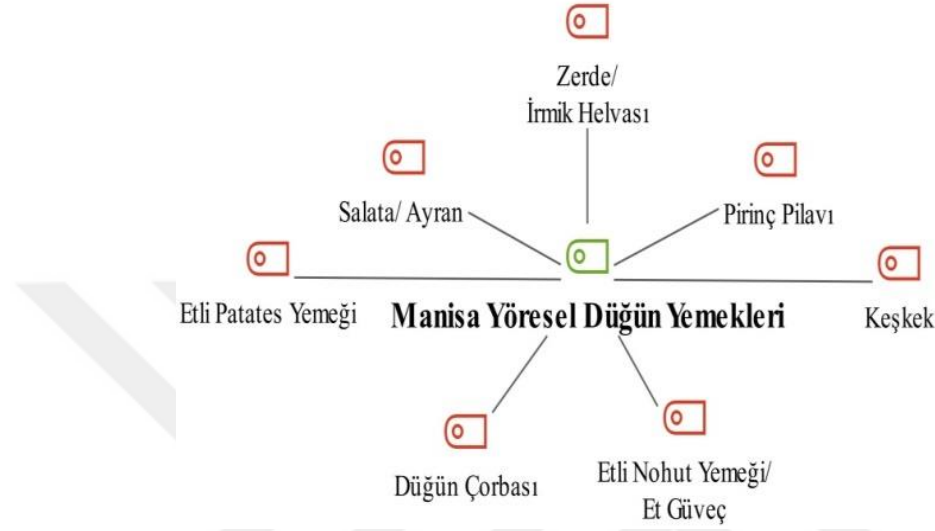 Zerde/
İrmik Helvası
Salata/ Ayran
Pirinç Pilavı
Etli Patates Yemeği
Manisa Yöresel Düğün Yemekleri
Keşkek
Düğün Çorbası
Etli Nohut Yemeği/
Et Güveç